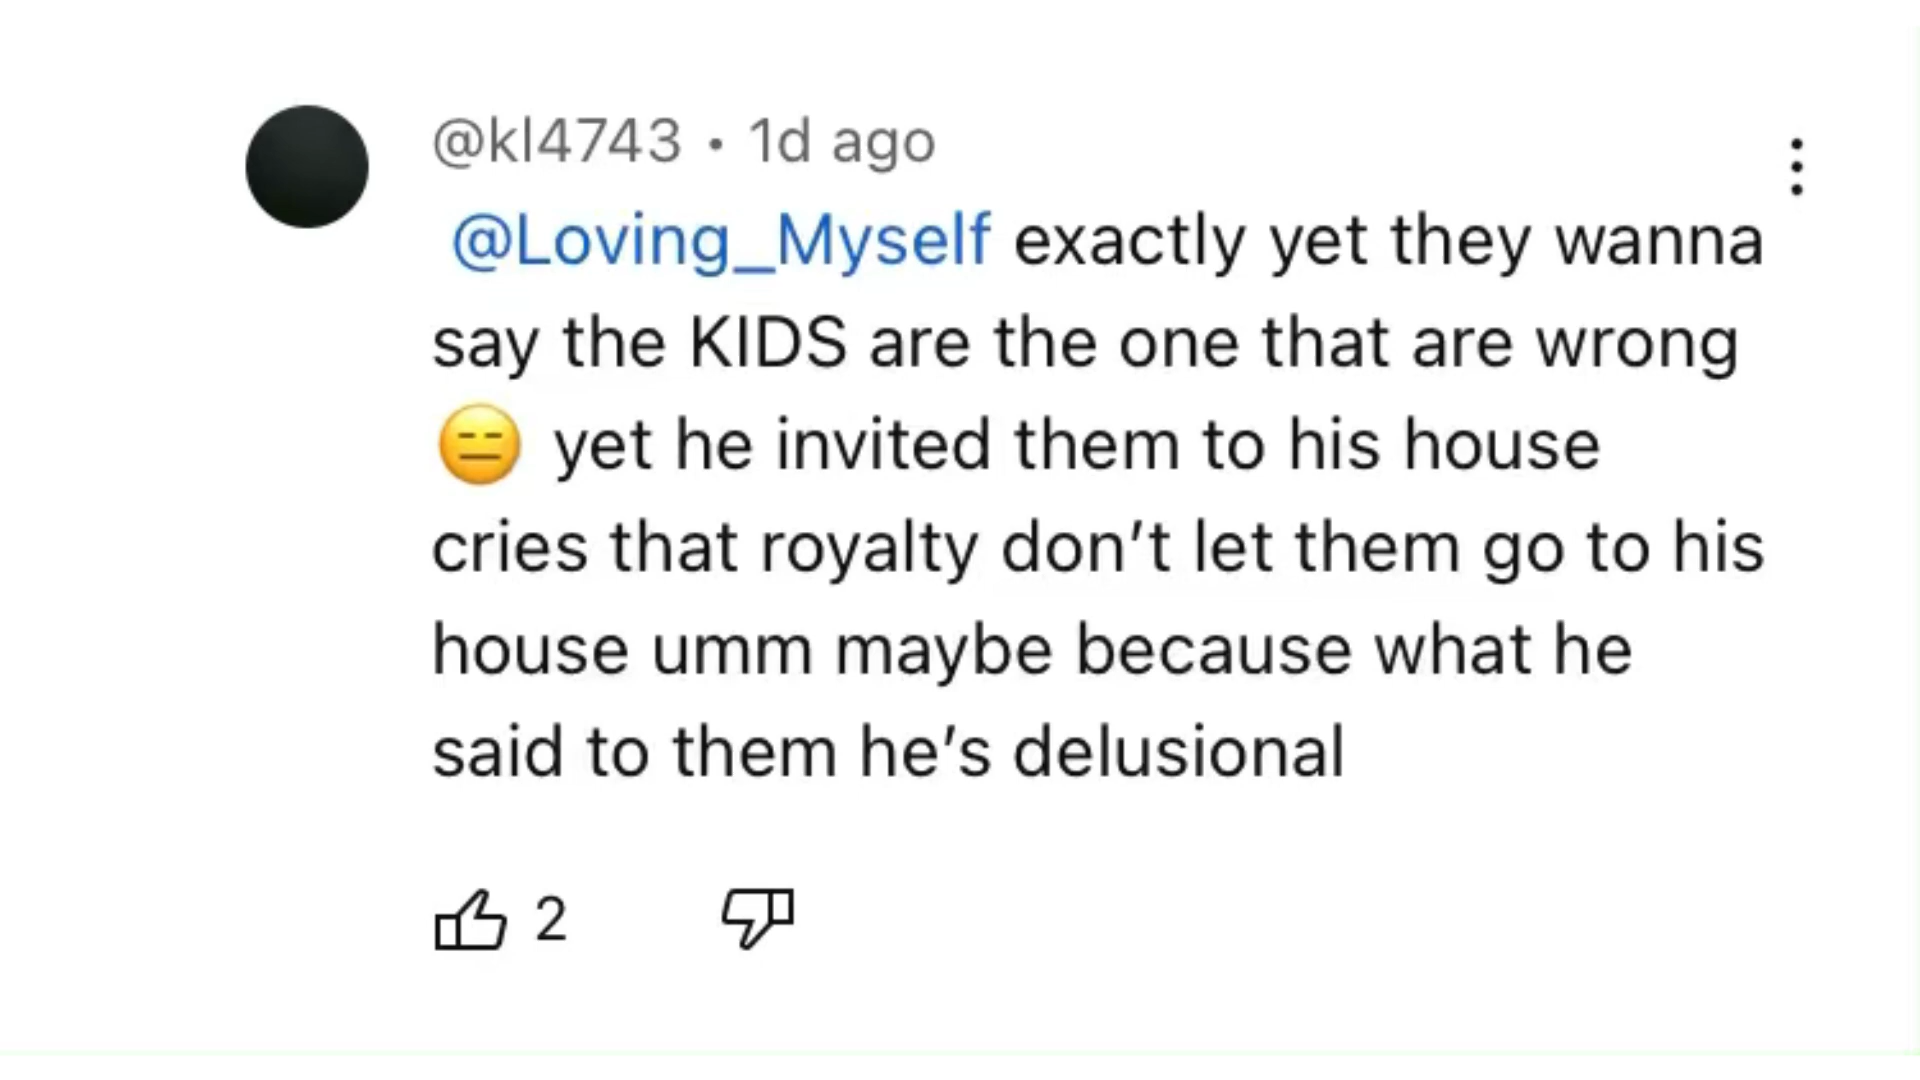 @kl4743 • 1d ago
@Loving_Myself exactly yet they wanna
say the KIDS are the one that are wrong
😑 yet he invited them to his house
cries that royalty don’t let them go to his
house umm maybe because what he
said to them he’s delusional
2